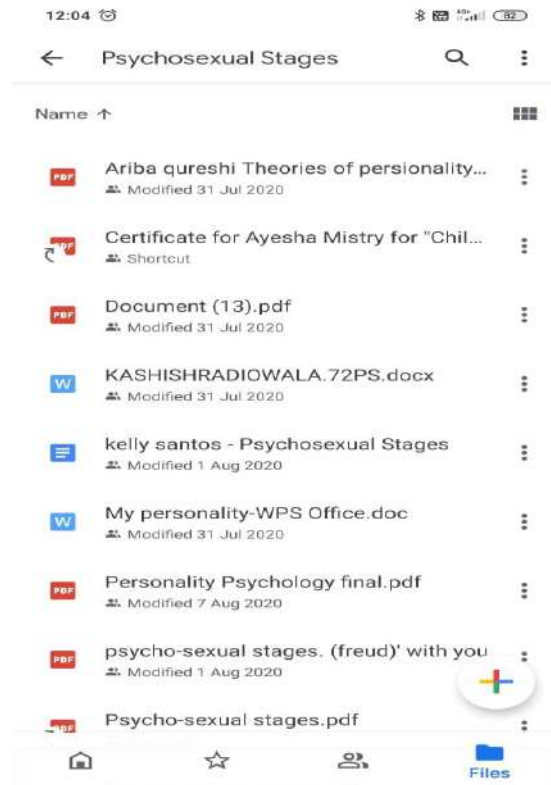 12:04
82
Psychosexual Stages
Name
Ariba qureshi Theories of persionality...
Modified 31 Jul 2020
Certificate for Ayesha Mistry for "Chil...
Shortcut
Document (13).pdf
Modified 31 Jul 2020
KASHISHRADIOWALA.72PS.docx
Modified 31 Jul 2020
kelly santos - Psychosexual Stages
Modified 1 Aug 2020
My personality-WPS Office.doc
Modified 31 Jul 2020
Personality Psychology final.pdf
Modified 7 Aug 2020
psycho-sexual stages. (freud)' with you
Modified 1 Aug 2020
Psycho-sexual stages.pdf
Files